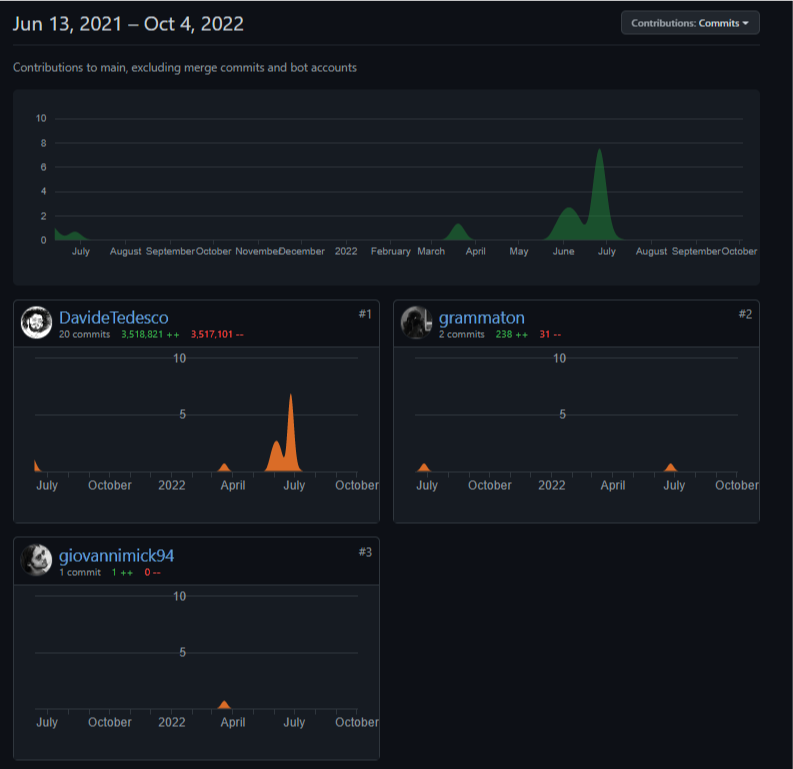 Jun 13, 2021 – Oct 4, 2022
Contributions: Commits
Contributions to main, excluding merge commits and bot accounts
10
8
6
4
2
0
July August September October November December 2022 February March April May June July August September October
DavideTedesco #1
20 commits 3,518,821 ++ 3,517,101 --
10
5
July October 2022 April July October
grammaton #2
2 commits 238 ++ 31 --
10
5
July October 2022 April July October
giovannimick94 #3
1 commit 1 ++ 0 --
10
5
July October 2022 April July October